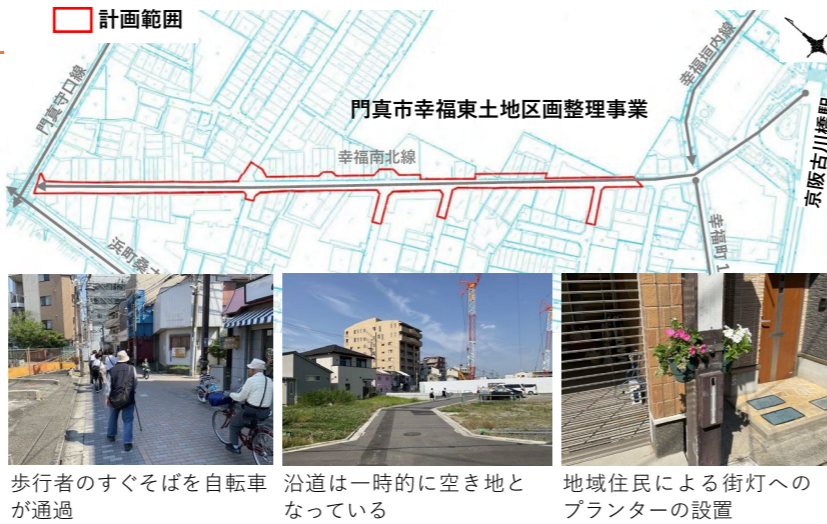 計画範囲
門真守口線
幸福垣内線
門真市幸福東土地区画整理事業
京阪古川橋駅
幸福南北線
浜町桑
幸福町1
歩行者のすぐそばを自転車
が通過
沿道は一時的に空き地と
なっている
地域住民による街灯への
プランターの設置